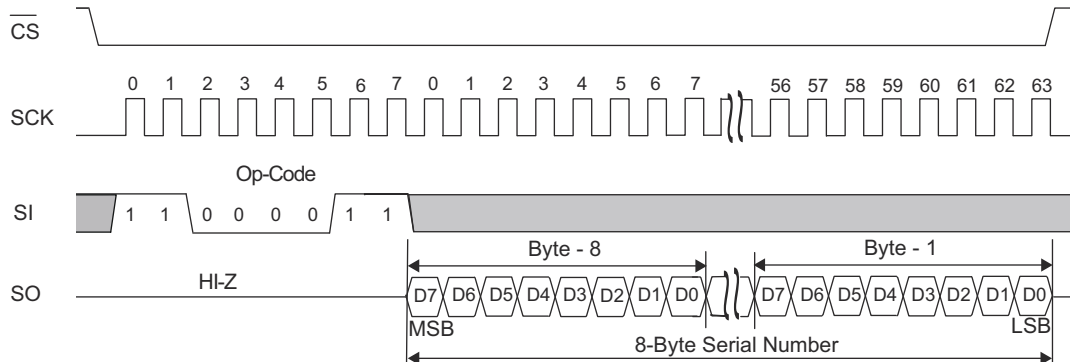 CS
0 1 2 3 4 5 6 7 0 1 2 3 4 5 6 7 56 57 58 59 60 61 62 63
SCK
Op-Code
SI 1 1 0 0 0 0 1 1
Byte - 8 Byte - 1
HI-Z
SO D7 D6 D5 D4 D3 D2 D1 D0 D7 D6 D5 D4 D3 D2 D1 D0
MSB LSB
8-Byte Serial Number